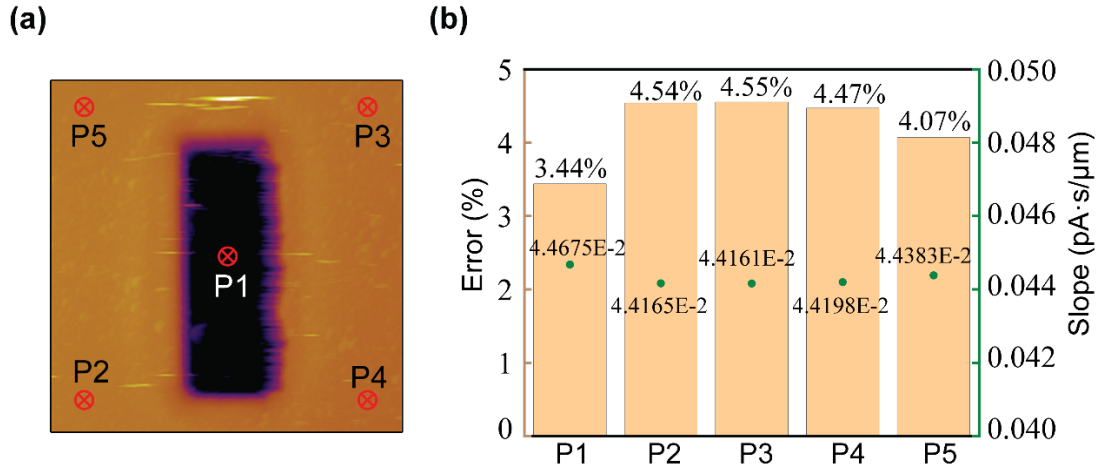 (a)
P5
P3
P1
P2
P4
(b)
Error (%)
5
4
3
2
1
0
3.44%
4.54%
4.55%
4.47%
4.07%
4.4675E-2
4.4165E-2
4.4161E-2
4.4198E-2
4.4383E-2
P1
P2
P3
P4
P5
0.050
0.048
0.046
0.044
0.042
0.040
Slope (pA·s/μm)